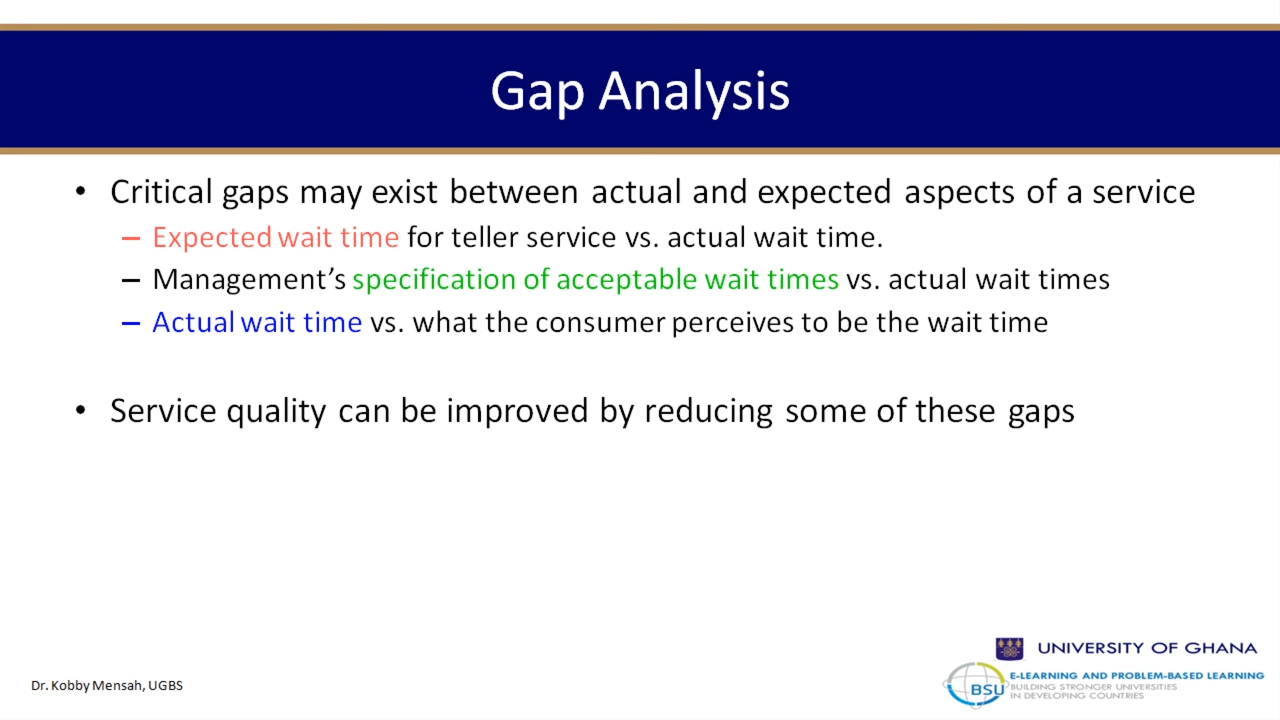 Gap Analysis
• Critical gaps may exist between actual and expected aspects of a service
– Expected wait time for teller service vs. actual wait time.
– Management’s specification of acceptable wait times vs. actual wait times
– Actual wait time vs. what the consumer perceives to be the wait time
• Service quality can be improved by reducing some of these gaps
Dr. Kobby Mensah, UGBS
UNIVERSITY OF GHANA
BSU
E-LEARNING AND PROBLEM-BASED LEARNING
BUILDING STRONGER UNIVERSITIES
IN DEVELOPING COUNTRIES